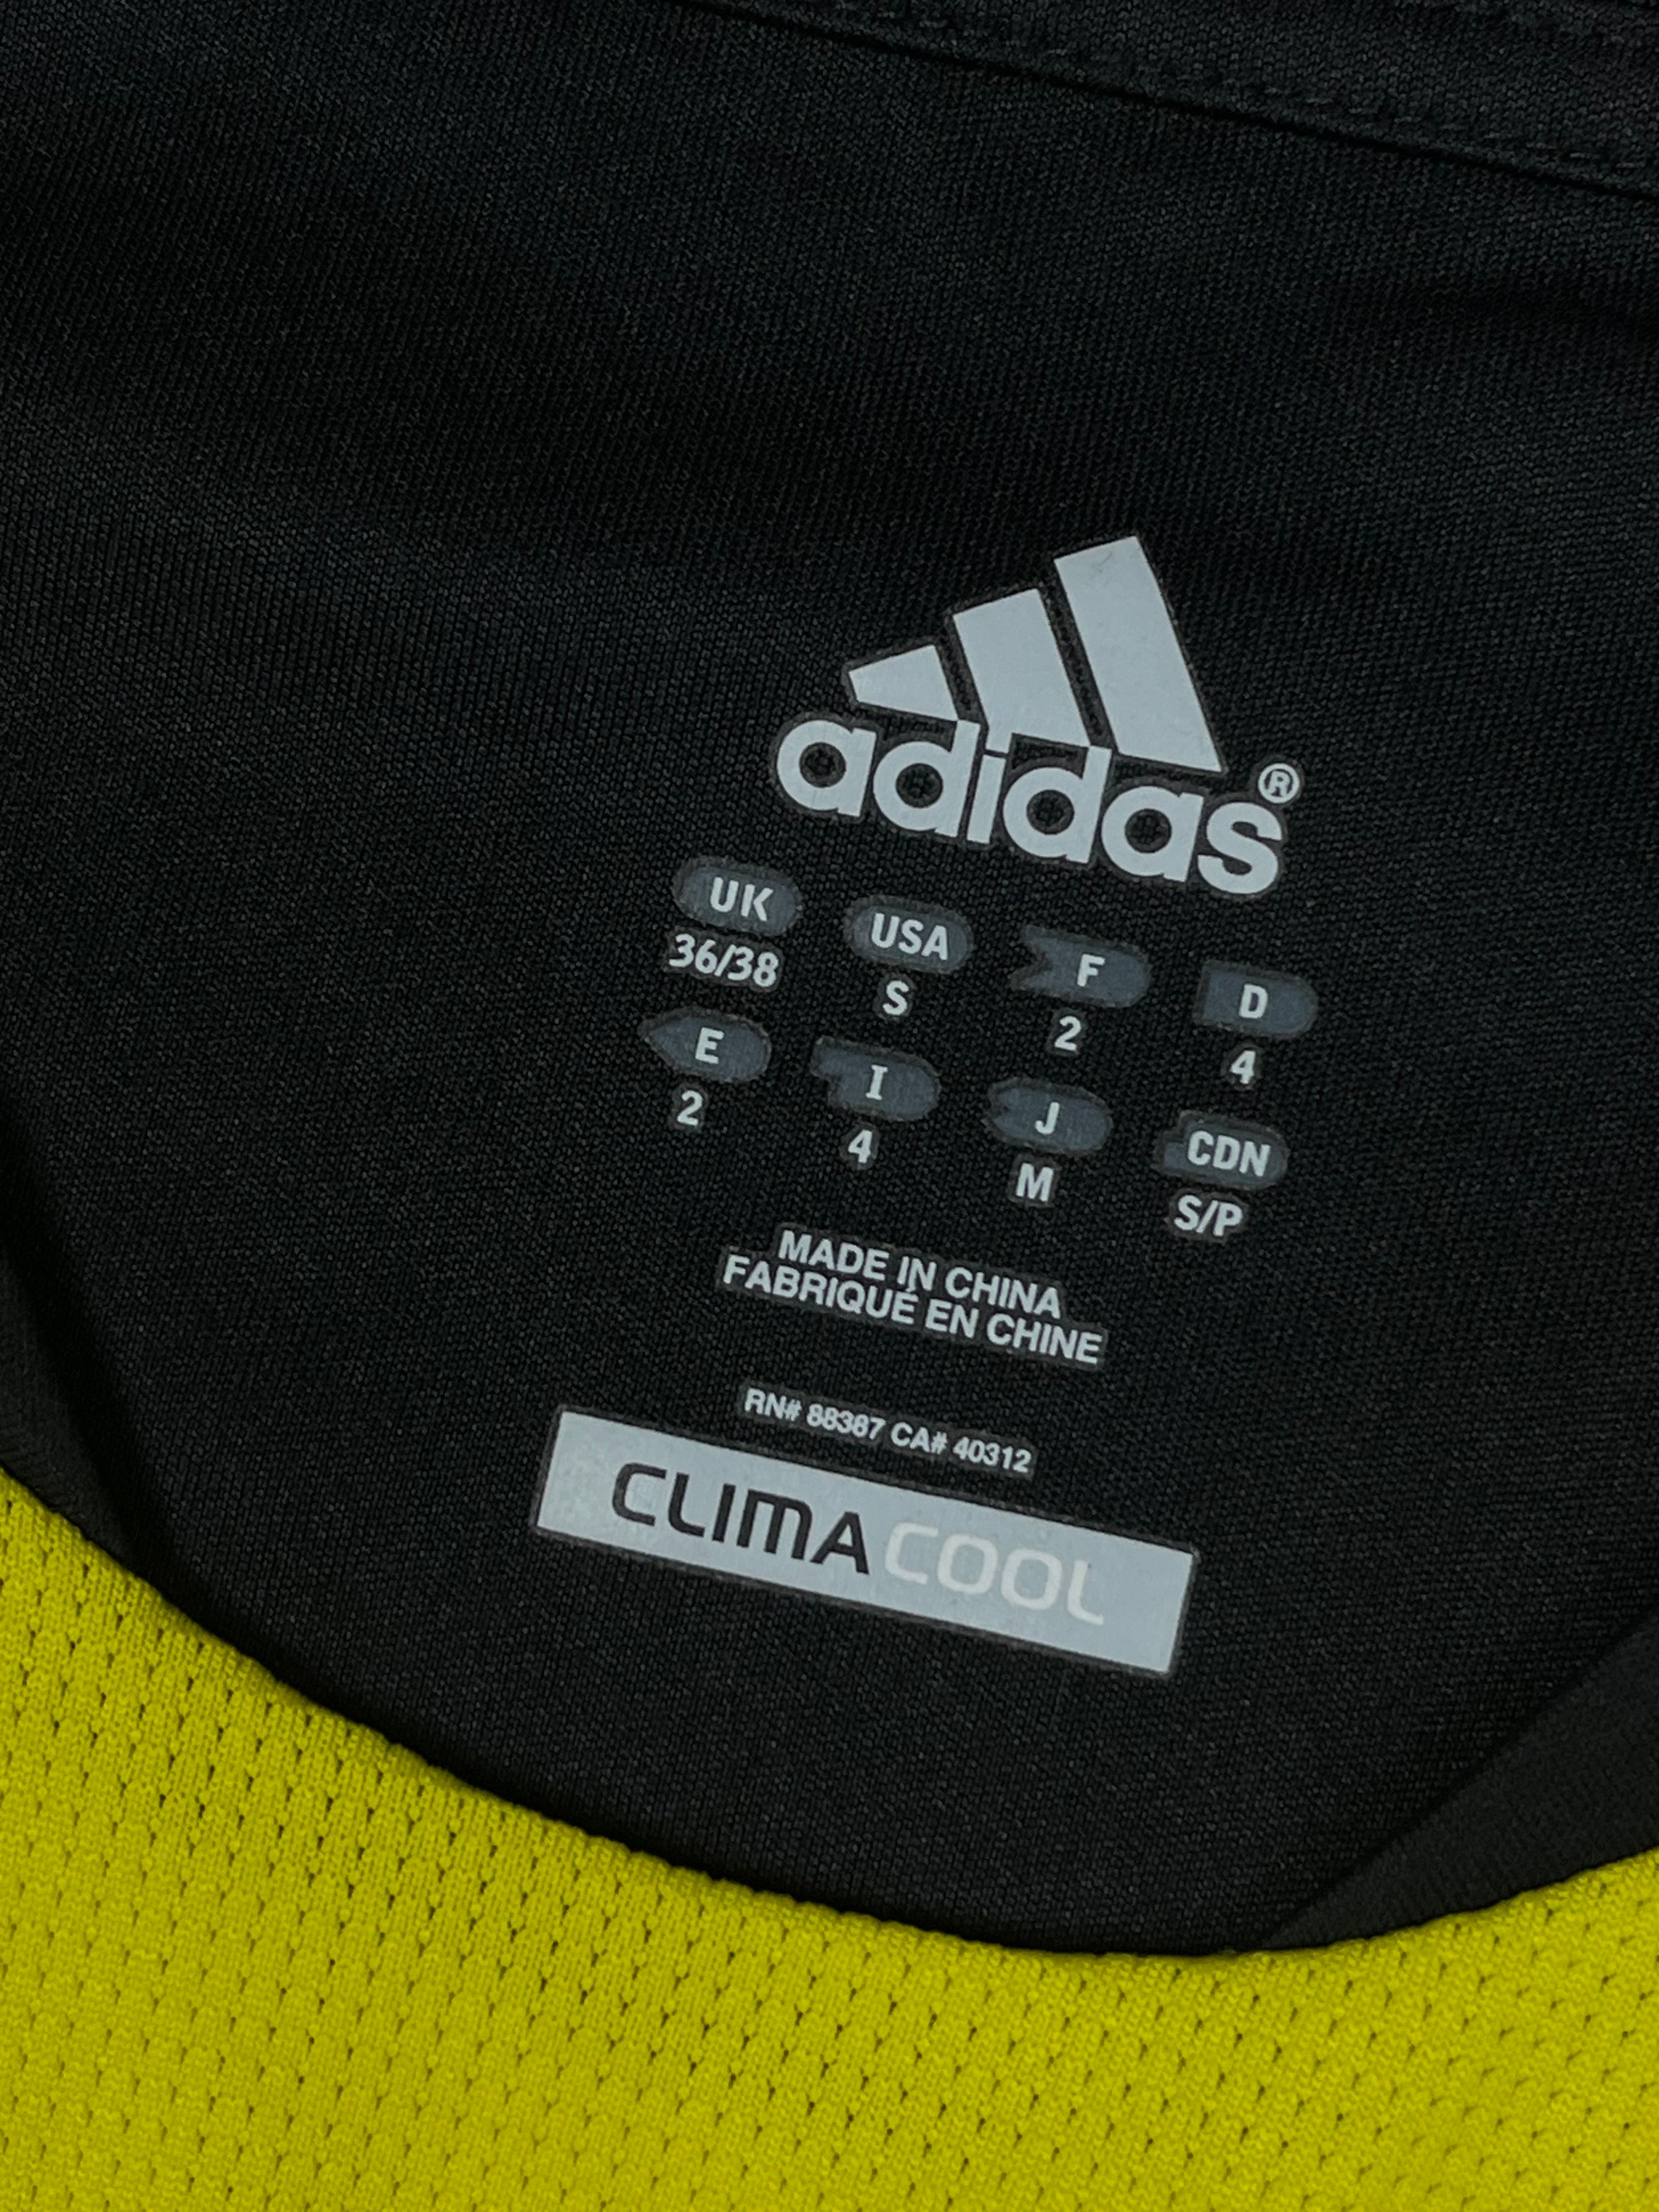 adidas®
UK USA F D
36/38 S 2 4
E I J CDN
2 4 M S/P
MADE IN CHINA
FABRIQUÉ EN CHINE
RN# 88387 CA# 40312
CLIMACOOL